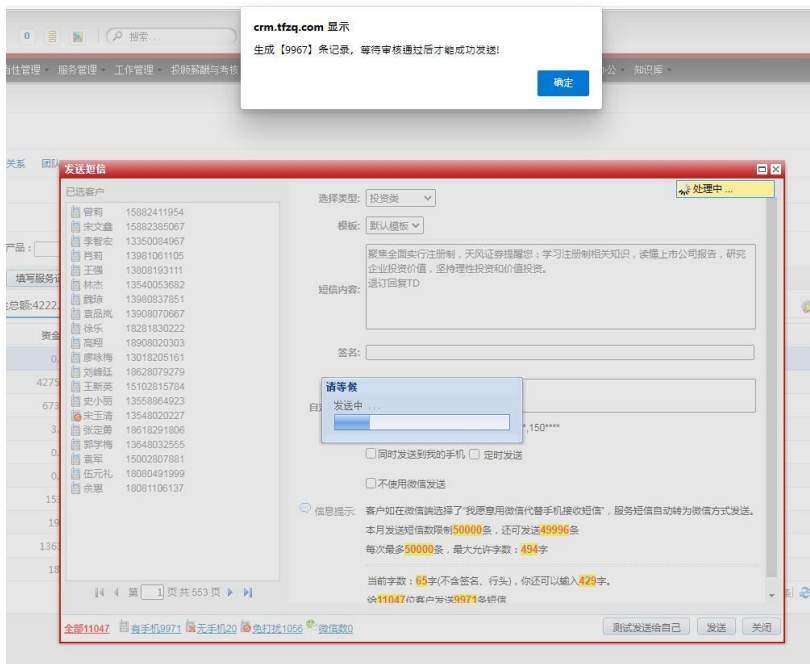 crm.tfzq.com 显示
生成【9967】条记录，等待审核通过后才能成功发送!
确定
搜索...
性管理 服务管理 工作管理 投顾薪酬与考核
办公 知识库
关系 团队
产品：
填写服务记
总额:4222.
资金
0.
4275
673
3.
0.
0.
153
19
1363
18
发送短信
处理中 ...
已选客户
曾莉 15882411954
宋文鑫 15882385067
李智宏 13350084967
肖莉 13981061105
王强 13808193111
林杰 13540053682
魏琼 13980837851
袁品岚 13908070667
徐乐 18281830222
高翔 18908020303
廖咏梅 13018205161
刘峰廷 18628079279
王新英 15102815784
史小丽 13558864923
宋玉清 13548020227
张定勇 18618291806
郭学梅 13648032555
袁军 15002807881
伍元礼 18080491999
余惠 18081106137
第 1 页共 553 页
选择类型: 投资类
模板: 默认模板
短信内容:
聚焦全面实行注册制，天风证券提醒您：学习注册制相关知识，读懂上市公司报告，研究
企业投资价值，坚持理性投资和价值投资。
退订回复TD
签名:
请等候
发送中 ...
自
,150****
同时发送到我的手机 定时发送
不使用微信发送
信息提示: 客户如在微信端选择了“我愿意用微信代替手机接收短信”，服务短信自动转为微信方式发送。
本月发送短信数限制50000条，还可发送49996条
每次最多50000条，最大允许字数：494字
当前字数：65字(不含签名、行头)，你还可以输入429字。
给11047位客户发送9971条短信
全部11047 有手机9971 无手机20 免打扰1056 微信数0
测试发送给自己 发送 关闭